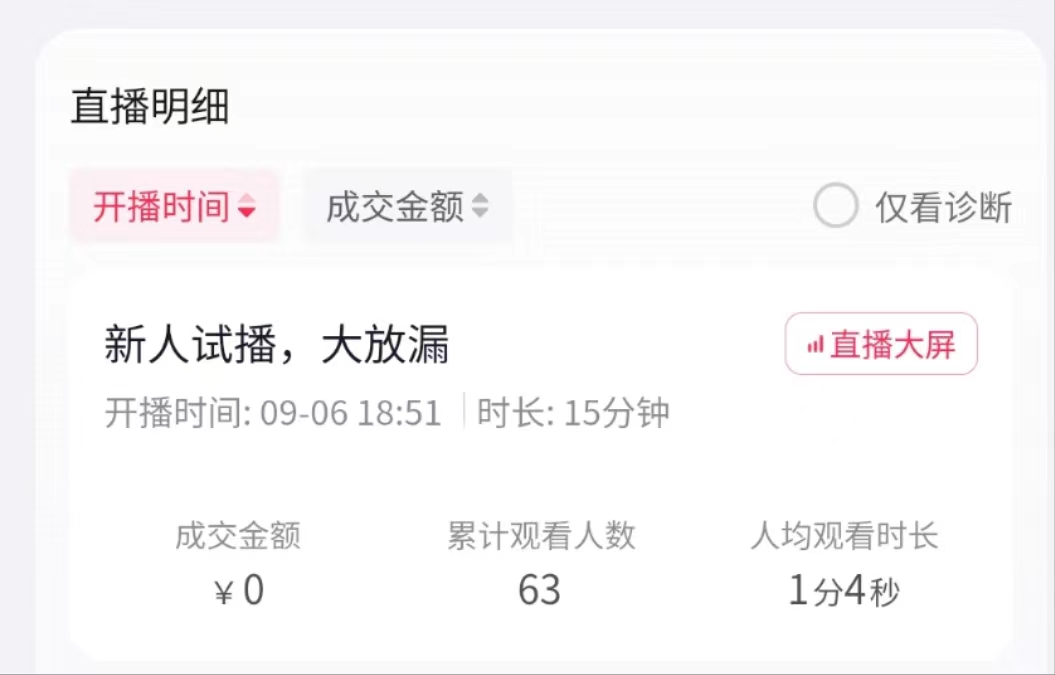 直播明细
开播时间 成交金额 仅看诊断
新人试播，大放漏 直播大屏
开播时间: 09-06 18:51 时长: 15分钟
成交金额 累计观看人数 人均观看时长
¥0 63 1分4秒